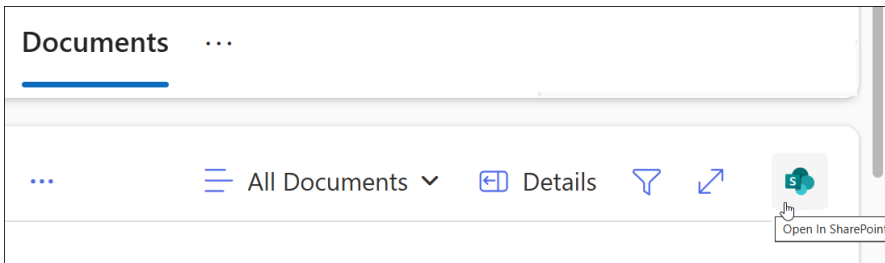 Documents ...
... All Documents Details S
Open In SharePoint